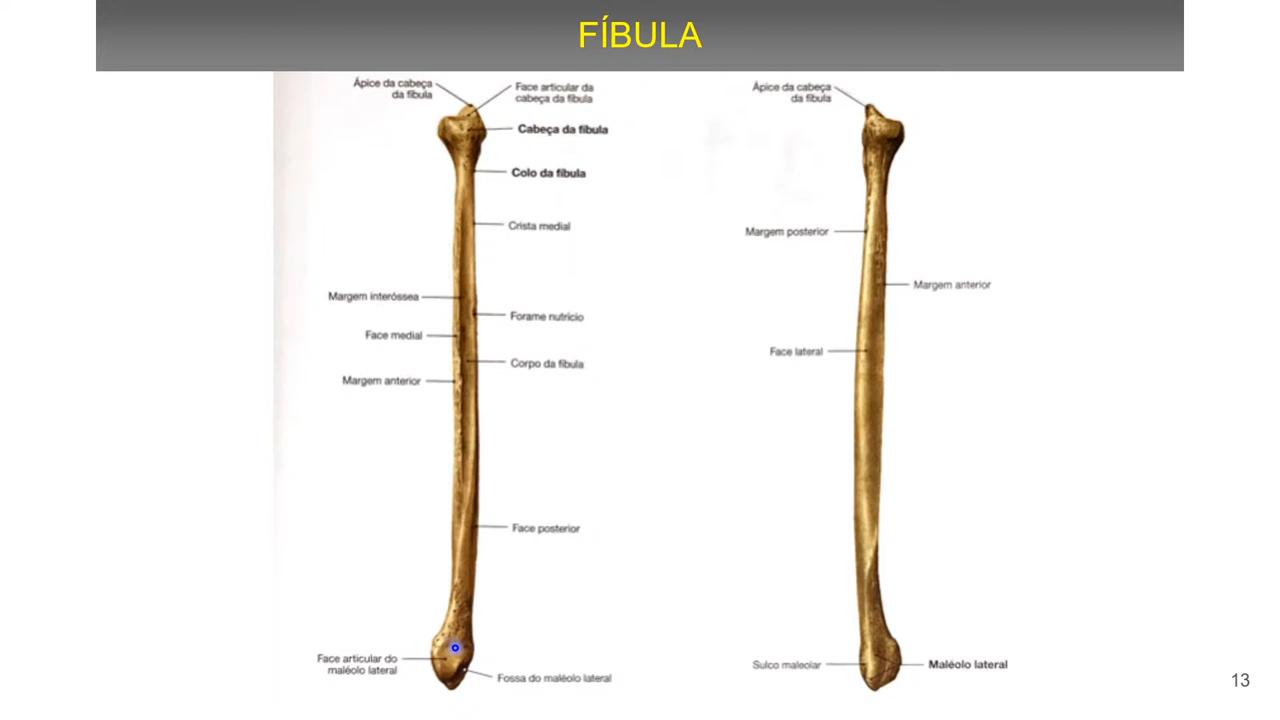 FÍBULA
Ápice da cabeça
da fíbula
Face articular da
cabeça da fíbula
Cabeça da fíbula
Colo da fíbula
Crista medial
Margem interóssea
Forame nutrício
Face medial
Corpo da fíbula
Margem anterior
Face posterior
Face articular do
maléolo lateral
Fossa do maléolo lateral
Ápice da cabeça
da fíbula
Margem posterior
Margem anterior
Face lateral
Sulco maleolar
Maléolo lateral
13